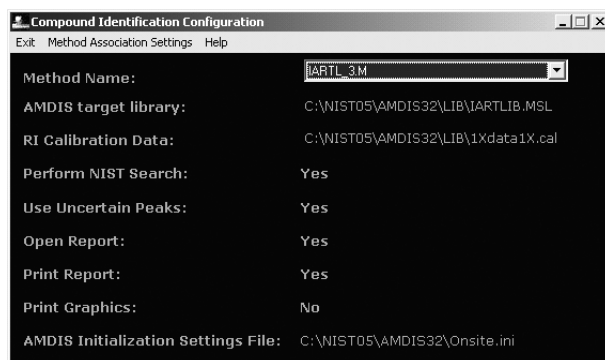 Compound Identification Configuration
Exit Method Association Settings Help
Method Name: IARTL_3.M
AMDIS target library: C:\NIST05\AMDIS32\LIB\IARTLIB.MSL
RI Calibration Data: C:\NIST05\AMDIS32\LIB\1Xdata1X.cal
Perform NIST Search: Yes
Use Uncertain Peaks: Yes
Open Report: Yes
Print Report: Yes
Print Graphics: No
AMDIS Initialization Settings File: C:\NIST05\AMDIS32\Onsite.ini